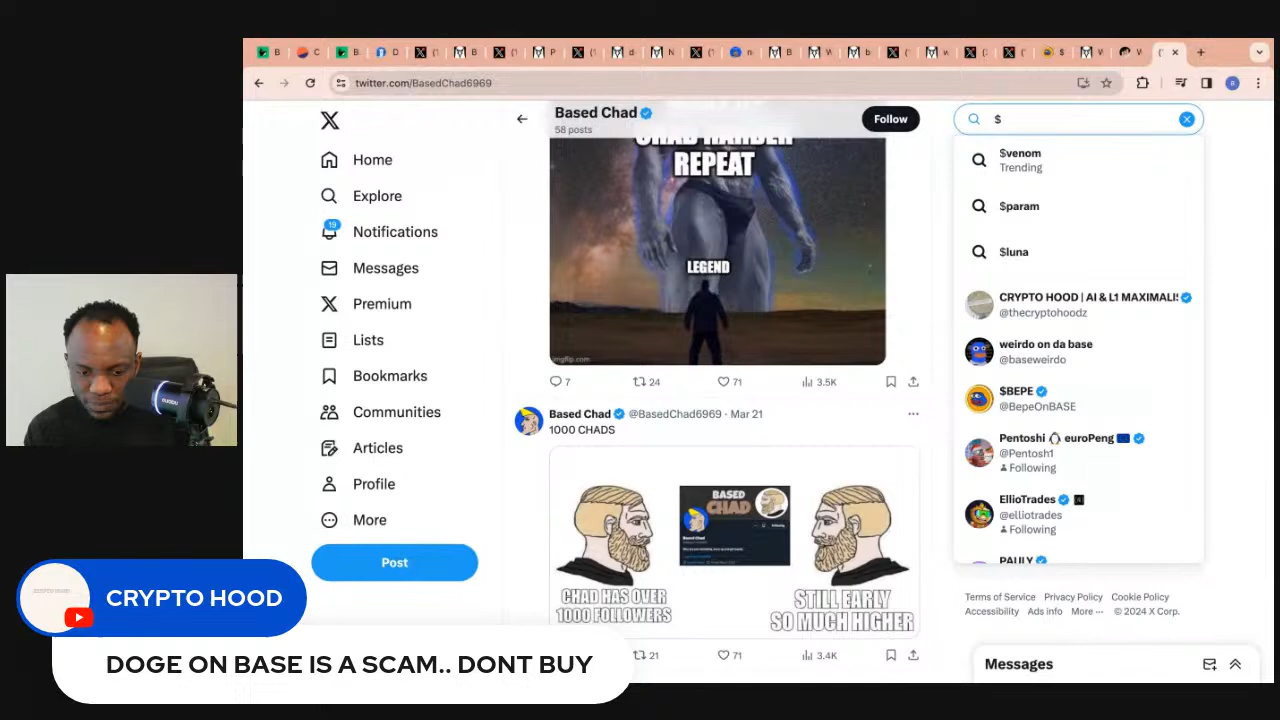 twitter.com/BasedChad6969
Based Chad
58 posts
Follow
$
Home
Explore
19
Notifications
Messages
Premium
Lists
Bookmarks
Communities
Articles
Profile
More
Post
REPEAT
LEGEND
imgflip.com
7
24
71
3.5K
Based Chad @BasedChad6969 · Mar 21
1000 CHADS
BASED
CHAD
CHAD HAS OVER
1000 FOLLOWERS
STILL EARLY
SO MUCH HIGHER
21
71
3.4K
$venom
Trending
$param
$luna
CRYPTO HOOD | AI & L1 MAXIMALI
@thecryptohoodz
weirdo on da base
@baseweirdo
$BEPE
@BepeOnBASE
Pentoshi euroPeng
@Pentosh1
Following
EllioTrades
@elliotrades
Following
PAULY
Terms of Service Privacy Policy Cookie Policy
Accessibility Ads info More ··· © 2024 X Corp.
Messages
CRYPTO HOOD
DOGE ON BASE IS A SCAM.. DONT BUY